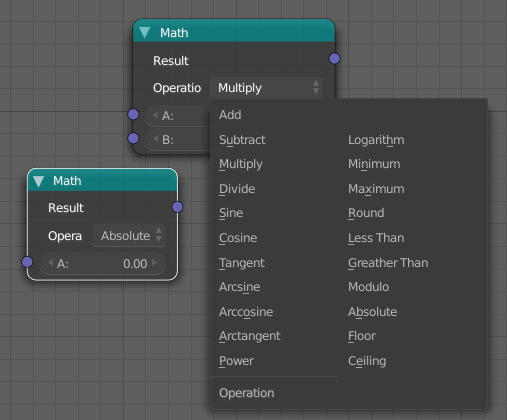 Math
Result
Operatio Multiply
A:
B:
Add
Subtract
Multiply
Divide
Sine
Cosine
Tangent
Arcsine
Arccosine
Arctangent
Power
Logarithm
Minimum
Maximum
Round
Less Than
Greather Than
Modulo
Absolute
Floor
Ceiling
Operation
Math
Result
Opera Absolute
A: 0.00